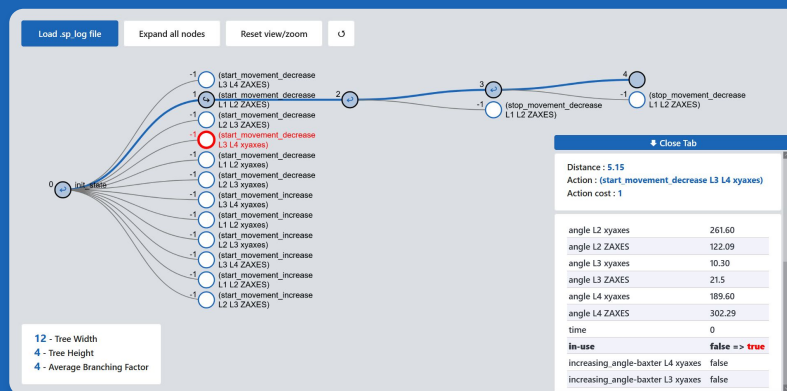 Load .sp_log file
Expand all nodes
Reset view/zoom
↺
0
init_state
-1
(start_movement_decrease
L3 L4 ZAXES)
1
(start_movement_decrease
L1 L2 ZAXES)
-1
(start_movement_decrease
L2 L3 ZAXES)
-1
(start_movement_decrease
L3 L4 xyaxes)
-1
(start_movement_decrease
L1 L2 xyaxes)
-1
(start_movement_decrease
L2 L3 xyaxes)
-1
(start_movement_increase
L3 L4 xyaxes)
-1
(start_movement_increase
L1 L2 xyaxes)
-1
(start_movement_increase
L2 L3 xyaxes)
-1
(start_movement_increase
L3 L4 ZAXES)
-1
(start_movement_increase
L1 L2 ZAXES)
-1
(start_movement_increase
L2 L3 ZAXES)
2
3
-1
(stop_movement_decrease
L1 L2 ZAXES)
4
-1
(stop_movement_decrease
L1 L2 ZAXES)
Close Tab
Distance : 5.15
Action : (start_movement_decrease L3 L4 xyaxes)
Action cost : 1
angle L2 xyaxes 261.60
angle L2 ZAXES 122.09
angle L3 xyaxes 10.30
angle L3 ZAXES 21.5
angle L4 xyaxes 189.60
angle L4 ZAXES 302.29
time 0
in-use false => true
increasing_angle-baxter L4 xyaxes false
increasing_angle-baxter L3 xyaxes false
12 - Tree Width
4 - Tree Height
4 - Average Branching Factor